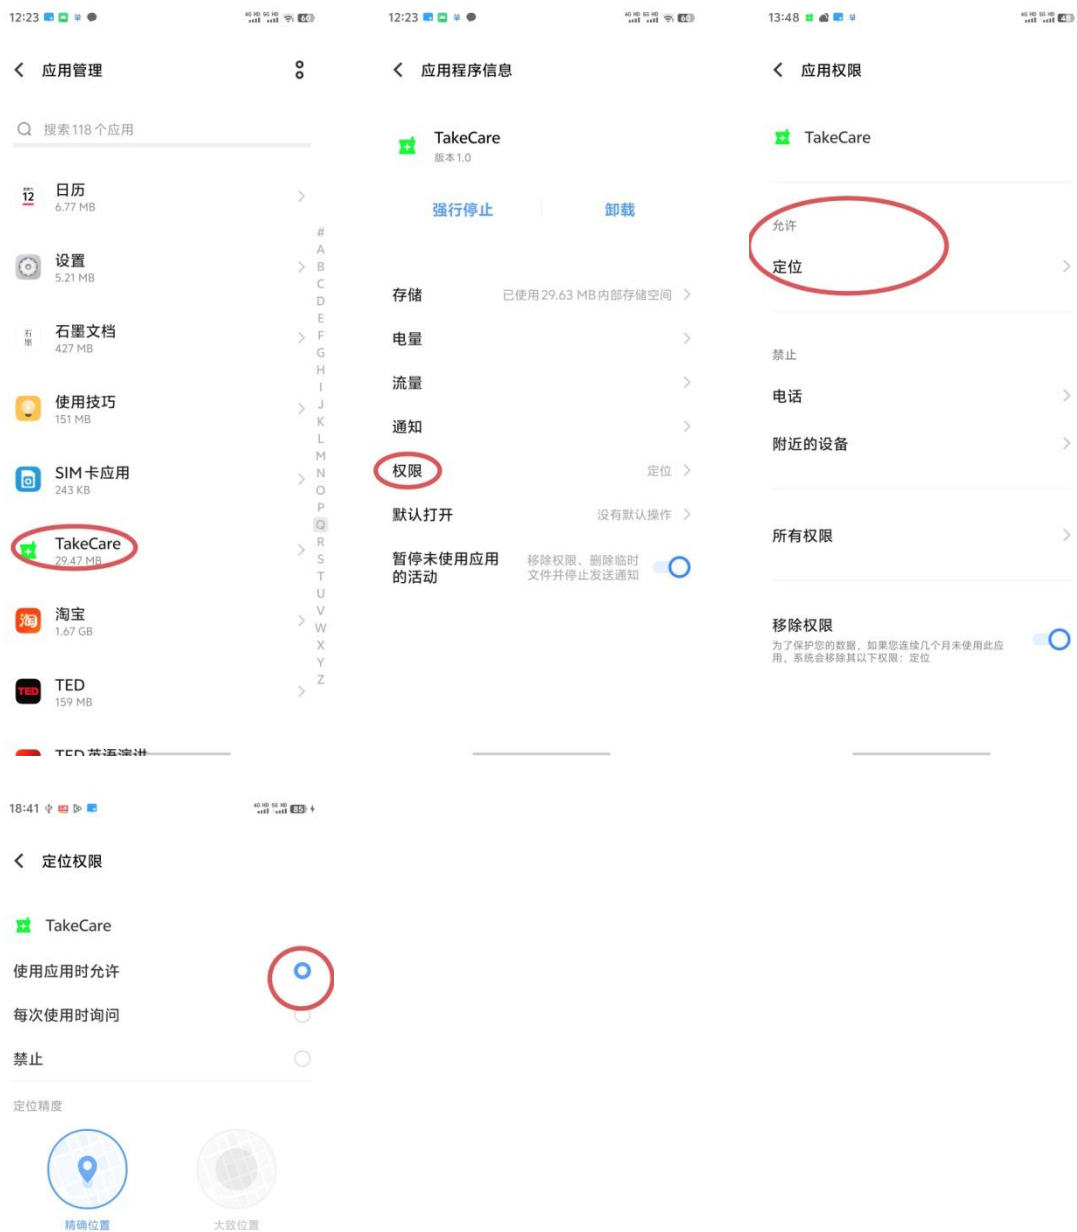 12:23
应用管理
搜索118个应用
日历
6.77 MB
设置
5.21 MB
石墨文档
427 MB
使用技巧
151 MB
SIM卡应用
243 KB
TakeCare
29.47 MB
淘宝
1.67 GB
TED
159 MB
TED英语演讲
#
A
B
C
D
E
F
G
H
I
J
K
L
M
N
O
P
Q
R
S
T
U
V
W
X
Y
Z
12:23
应用程序信息
TakeCare
版本1.0
强行停止 卸载
存储 已使用29.63 MB内部存储空间
电量
流量
通知
权限 定位
默认打开 没有默认操作
暂停未使用应用
的活动
移除权限、删除临时
文件并停止发送通知
13:48
应用权限
TakeCare
允许
定位
禁止
电话
附近的设备
所有权限
移除权限
为了保护您的数据，如果您连续几个月未使用此应
用，系统会移除其以下权限：定位
18:41
定位权限
TakeCare
使用应用时允许
每次使用时询问
禁止
定位精度
精确位置 大致位置